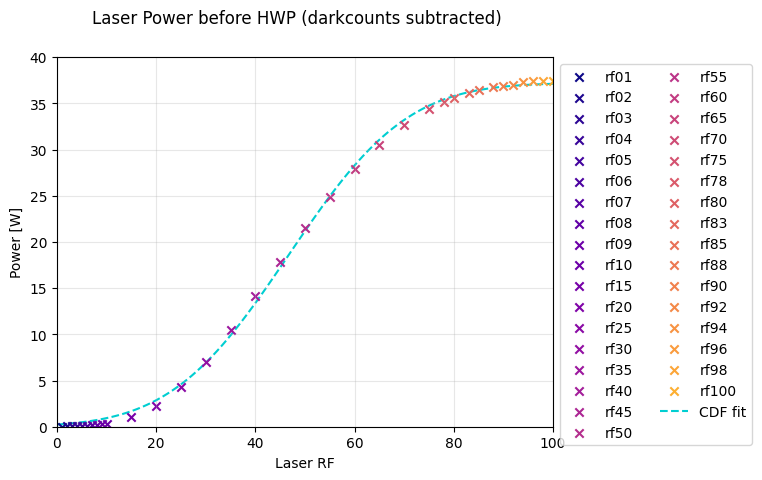 Laser Power before HWP (darkcounts subtracted)
Power [W]
40
35
30
25
20
15
10
5
0
0 20 40 60 80 100
Laser RF
rf01 rf55
rf02 rf60
rf03 rf65
rf04 rf70
rf05 rf75
rf06 rf78
rf07 rf80
rf08 rf83
rf09 rf85
rf10 rf88
rf15 rf90
rf20 rf92
rf25 rf94
rf30 rf96
rf35 rf98
rf40 rf100
rf45 CDF fit
rf50